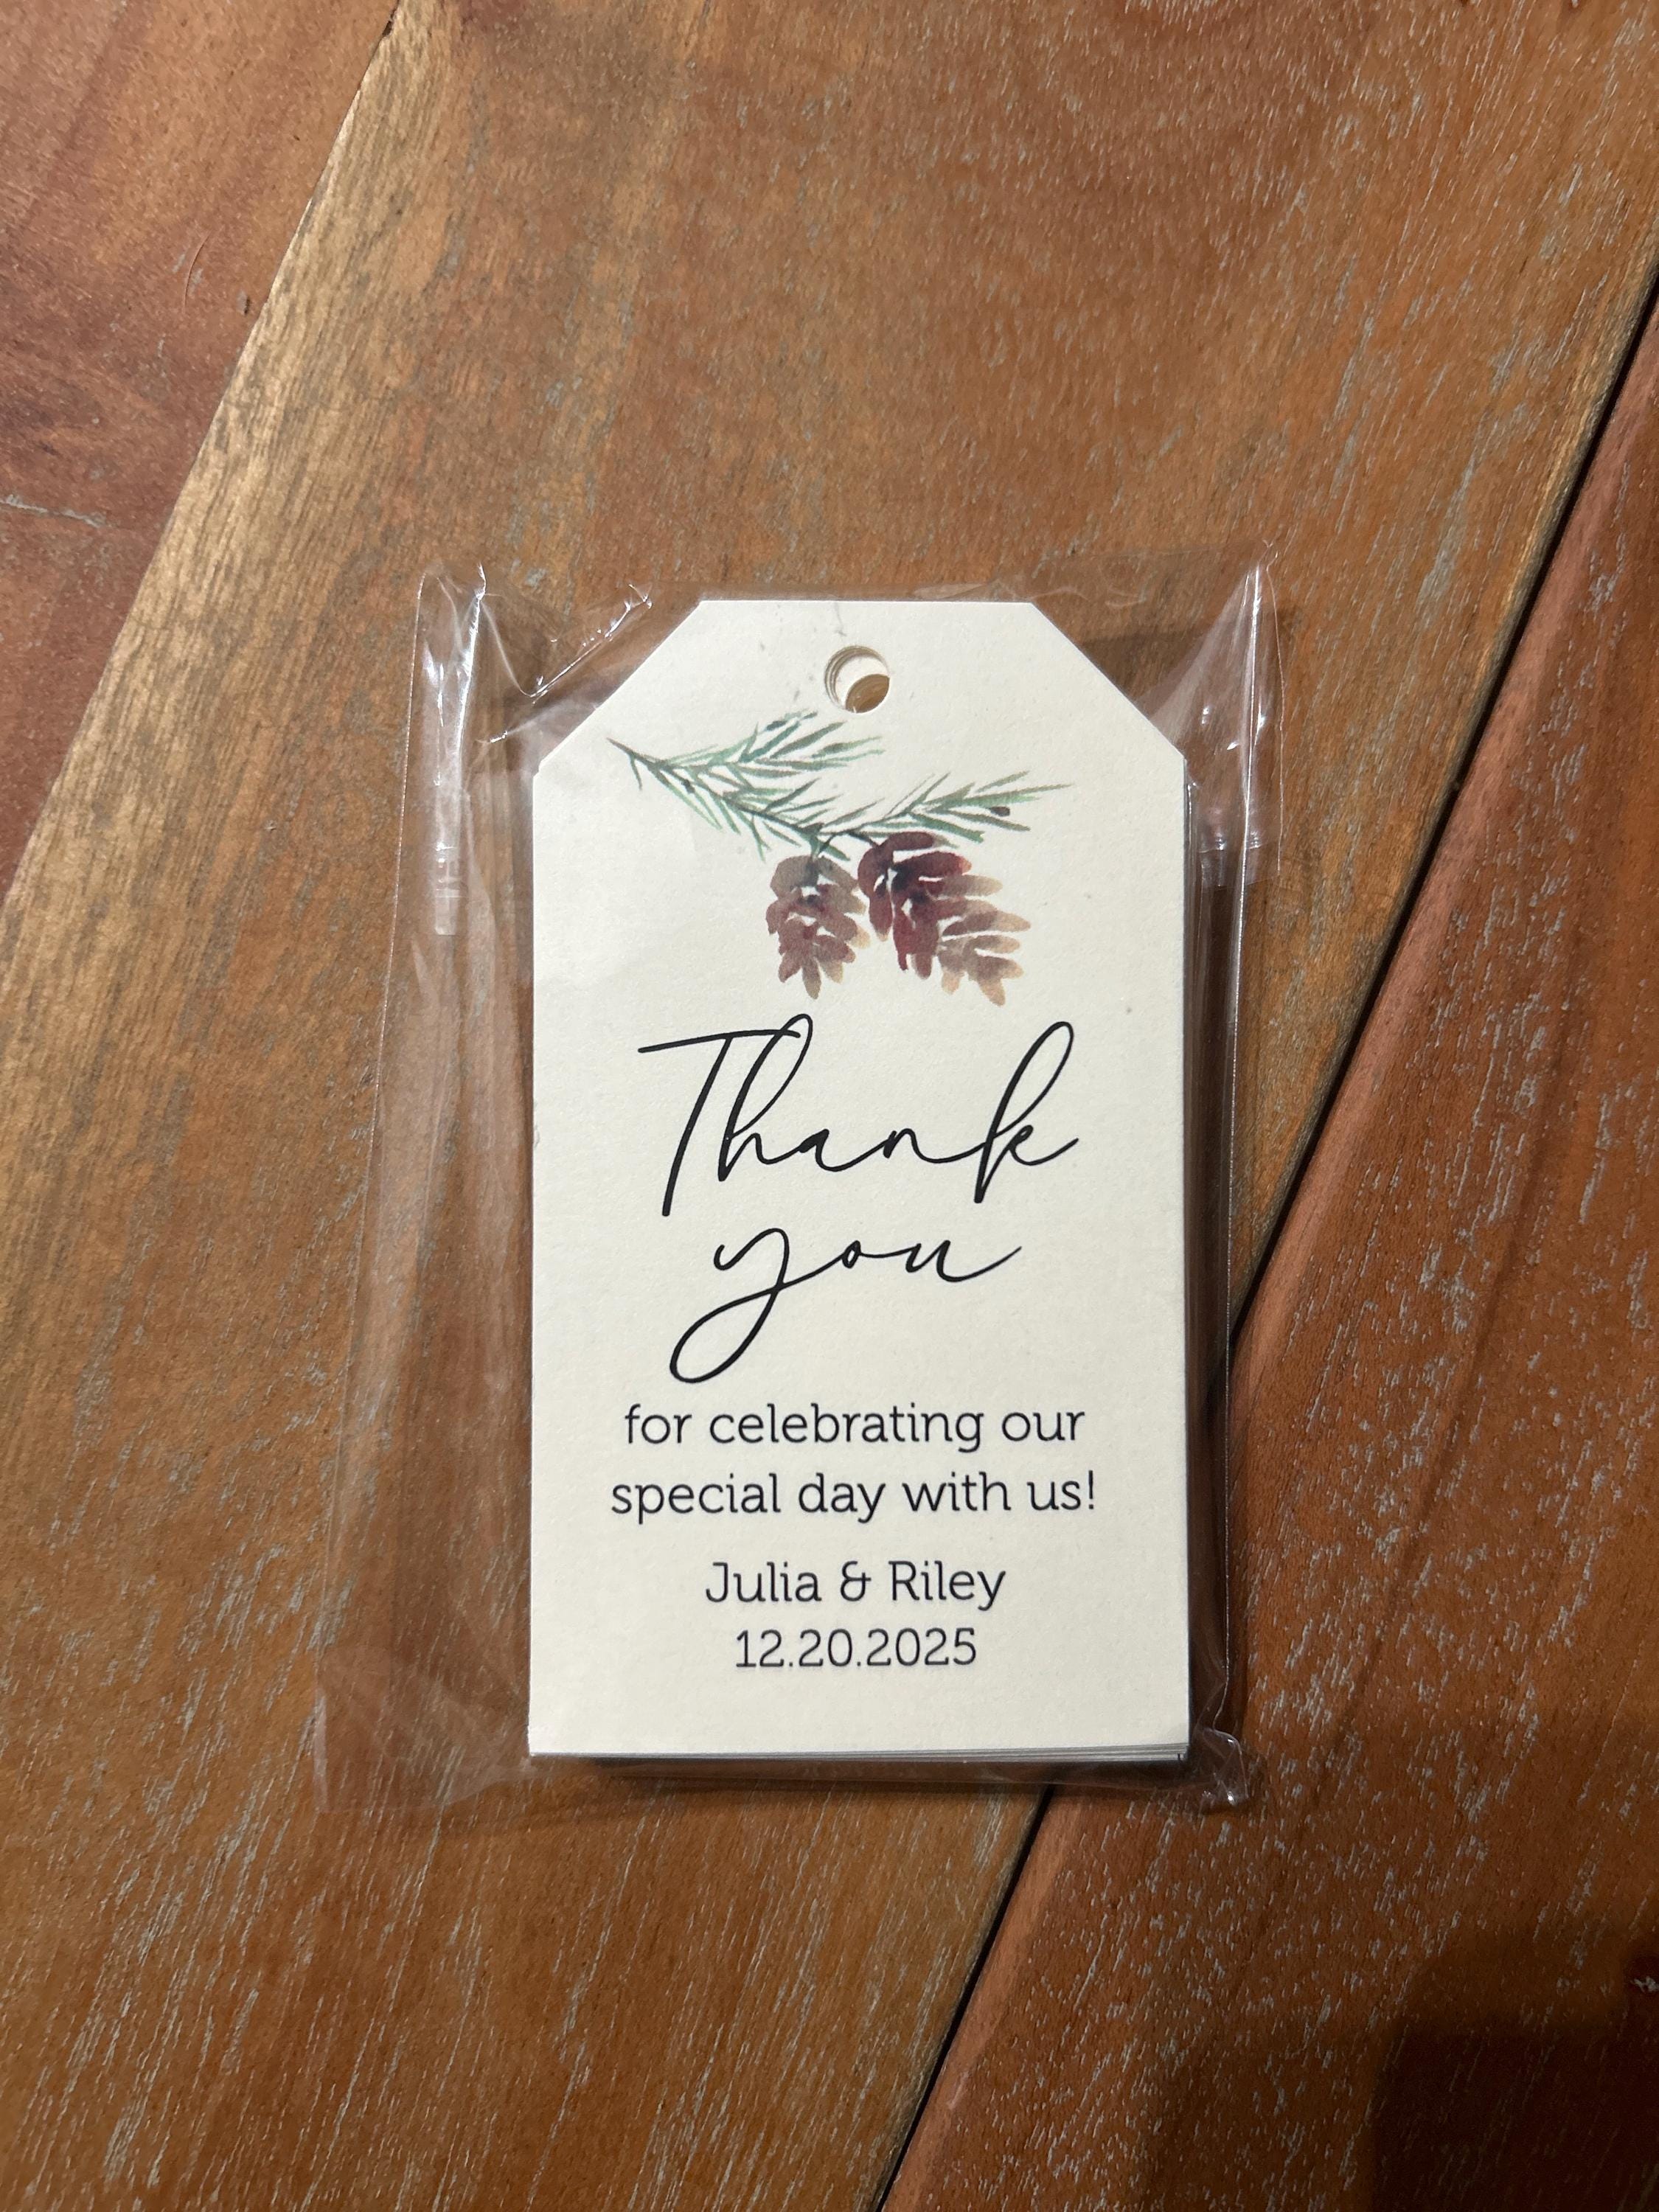 Thank
you
for celebrating our
special day with us!
Julia & Riley
12.20.2025